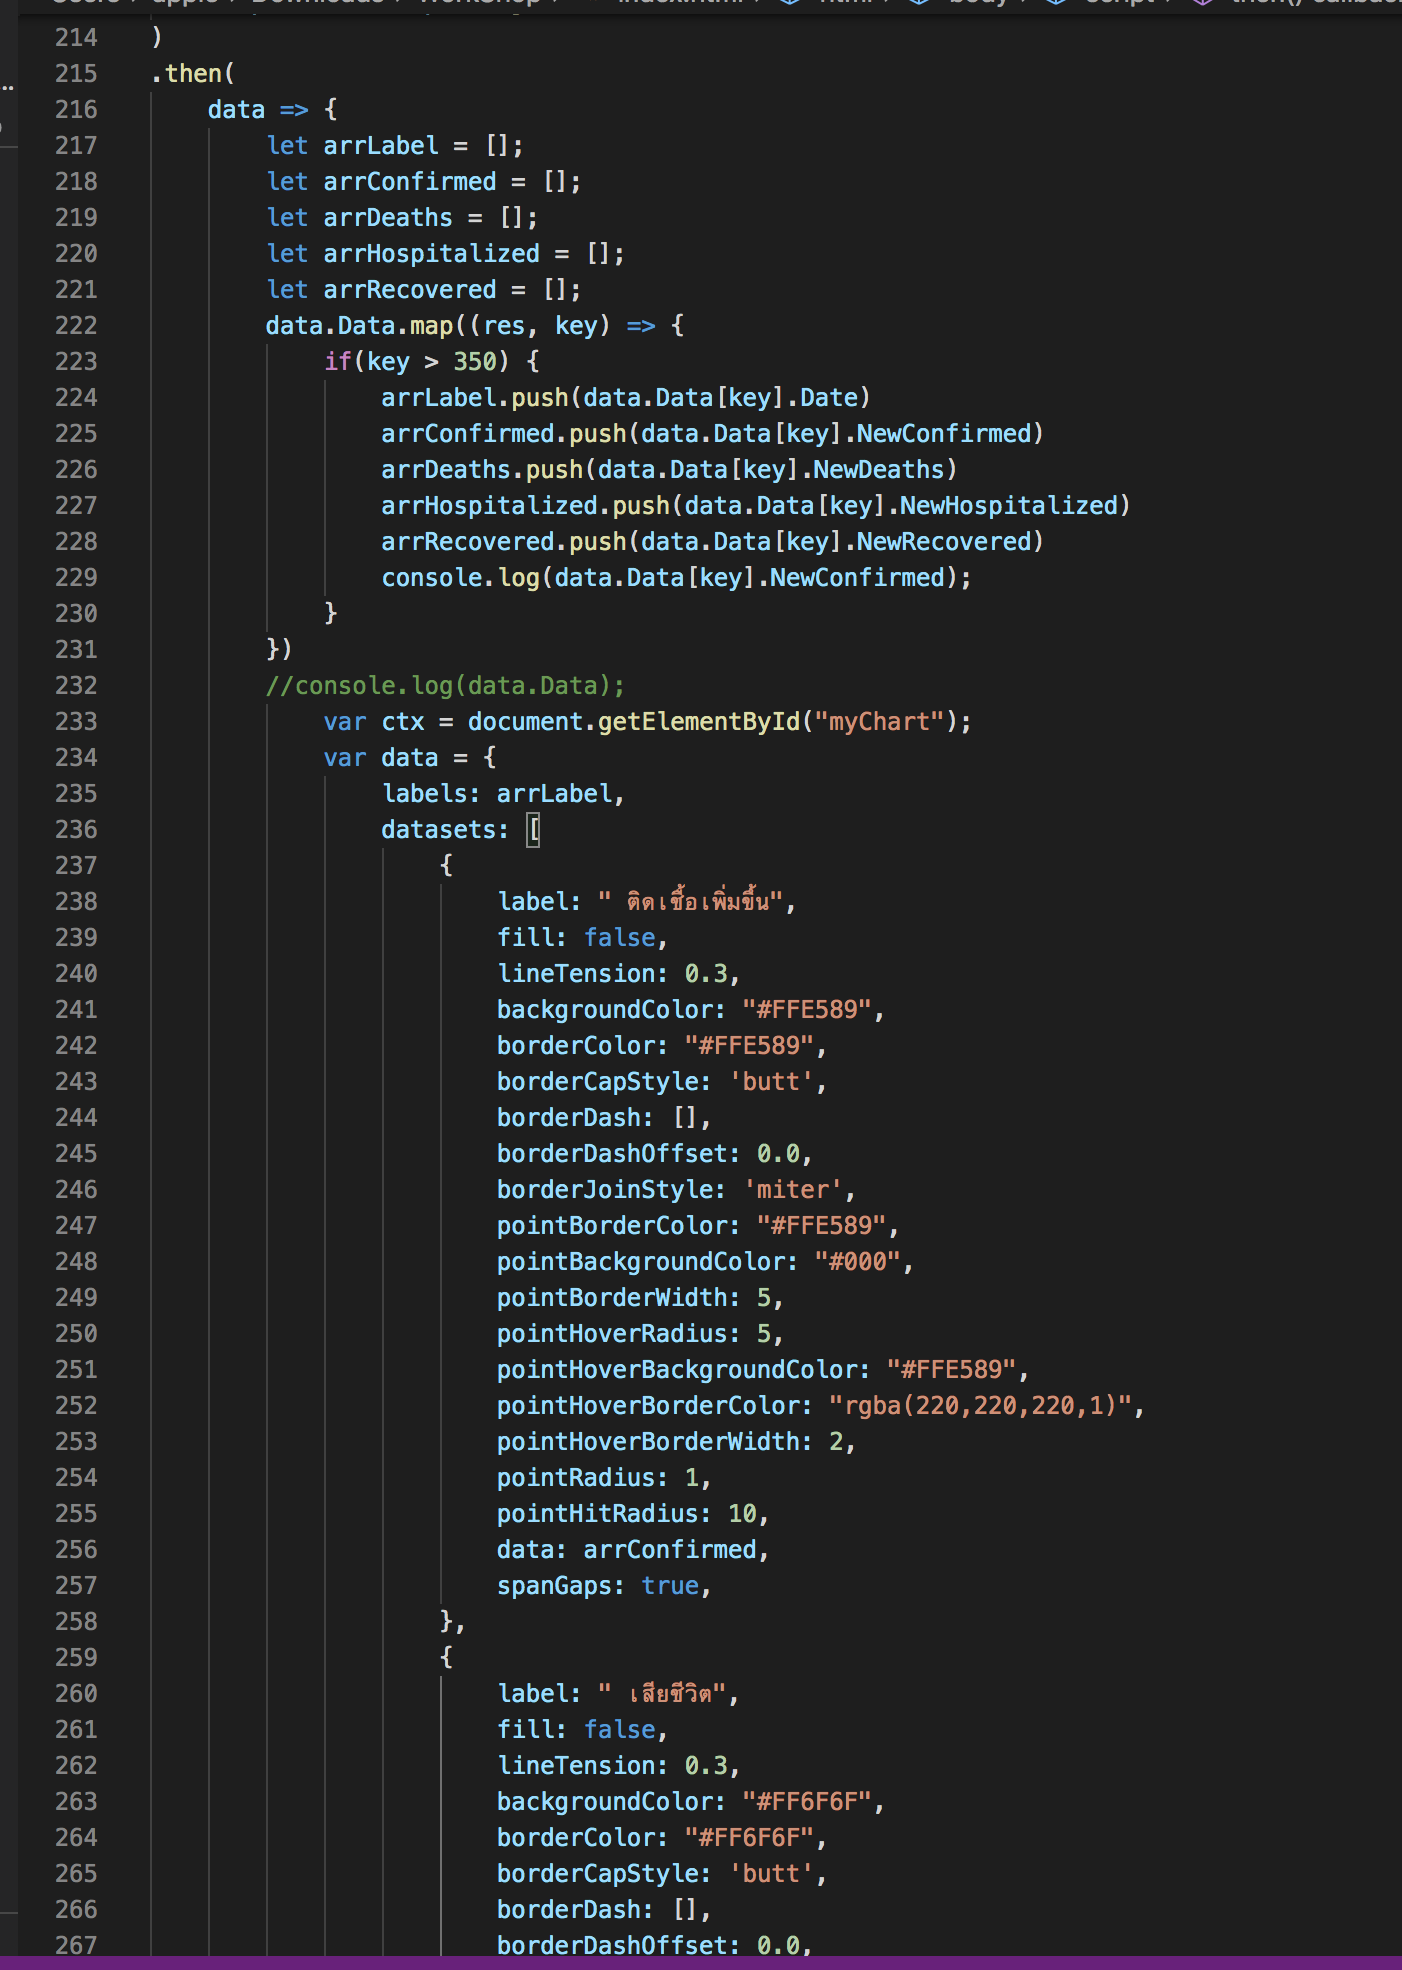 214 )
215 .then(
216 data => {
217 let arrLabel = [];
218 let arrConfirmed = [];
219 let arrDeaths = [];
220 let arrHospitalized = [];
221 let arrRecovered = [];
222 data.Data.map((res, key) => {
223 if(key > 350) {
224 arrLabel.push(data.Data[key].Date)
225 arrConfirmed.push(data.Data[key].NewConfirmed)
226 arrDeaths.push(data.Data[key].NewDeaths)
227 arrHospitalized.push(data.Data[key].NewHospitalized)
228 arrRecovered.push(data.Data[key].NewRecovered)
229 console.log(data.Data[key].NewConfirmed);
230 }
231 })
232 //console.log(data.Data);
233 var ctx = document.getElementById("myChart");
234 var data = {
235 labels: arrLabel,
236 datasets: [
237 {
238 label: " ติดเชื้อเพิ่มขึ้น",
239 fill: false,
240 lineTension: 0.3,
241 backgroundColor: "#FFE589",
242 borderColor: "#FFE589",
243 borderCapStyle: 'butt',
244 borderDash: [],
245 borderDashOffset: 0.0,
246 borderJoinStyle: 'miter',
247 pointBorderColor: "#FFE589",
248 pointBackgroundColor: "#000",
249 pointBorderWidth: 5,
250 pointHoverRadius: 5,
251 pointHoverBackgroundColor: "#FFE589",
252 pointHoverBorderColor: "rgba(220,220,220,1)",
253 pointHoverBorderWidth: 2,
254 pointRadius: 1,
255 pointHitRadius: 10,
256 data: arrConfirmed,
257 spanGaps: true,
258 },
259 {
260 label: " เสียชีวิต",
261 fill: false,
262 lineTension: 0.3,
263 backgroundColor: "#FF6F6F",
264 borderColor: "#FF6F6F",
265 borderCapStyle: 'butt',
266 borderDash: [],
267 borderDashOffset: 0.0,